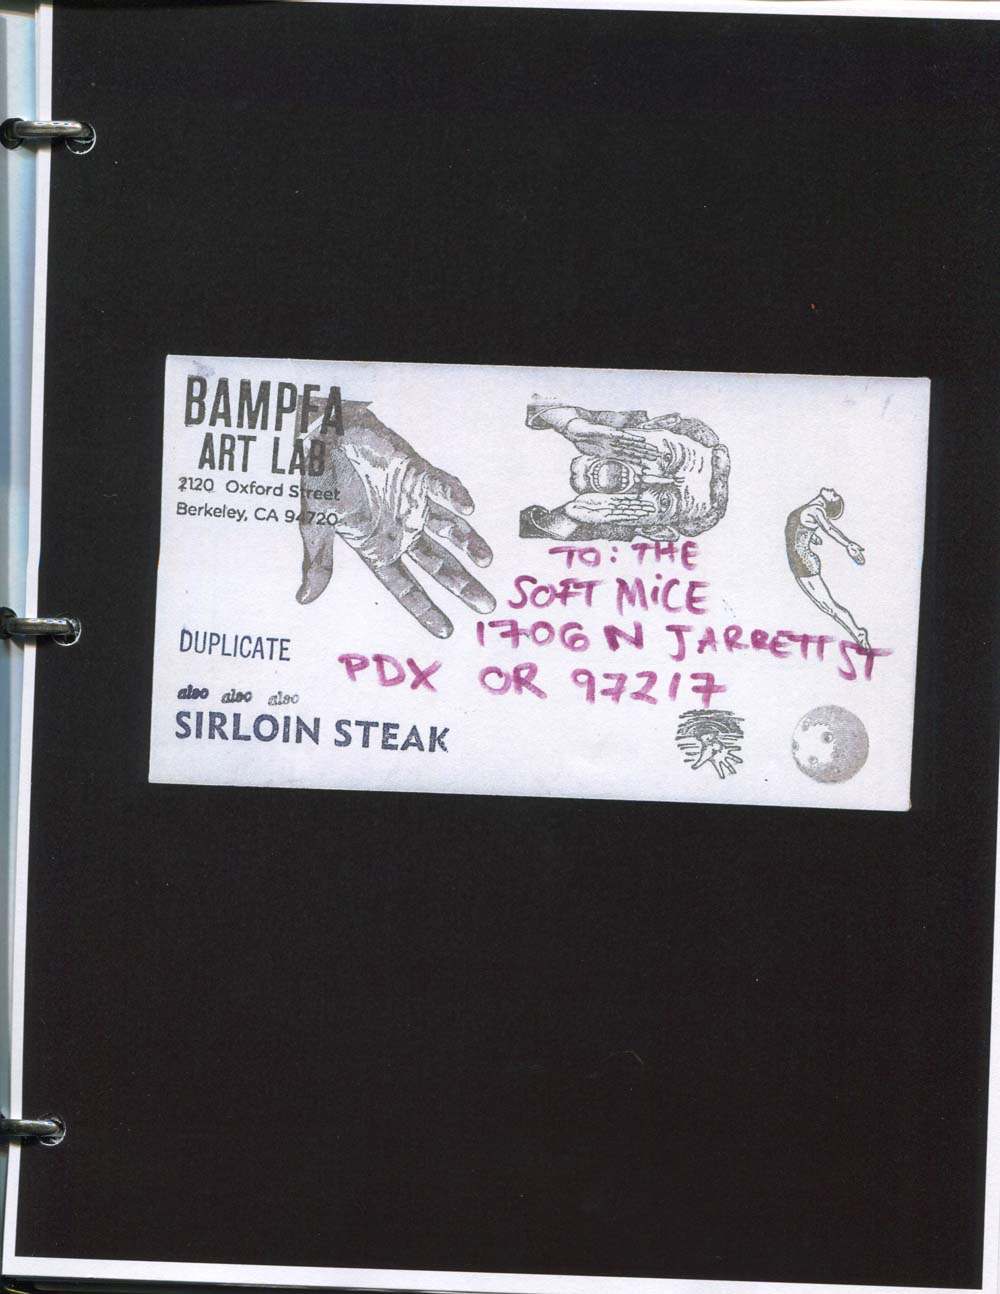 BAMPFA
ART LAB
2120 Oxford Street
Berkeley, CA 94720
TO: THE
SOFT MiCE
1706 N JARRETT ST
PDX OR 97217
DUPLICATE
also also also
SIRLOIN STEAK